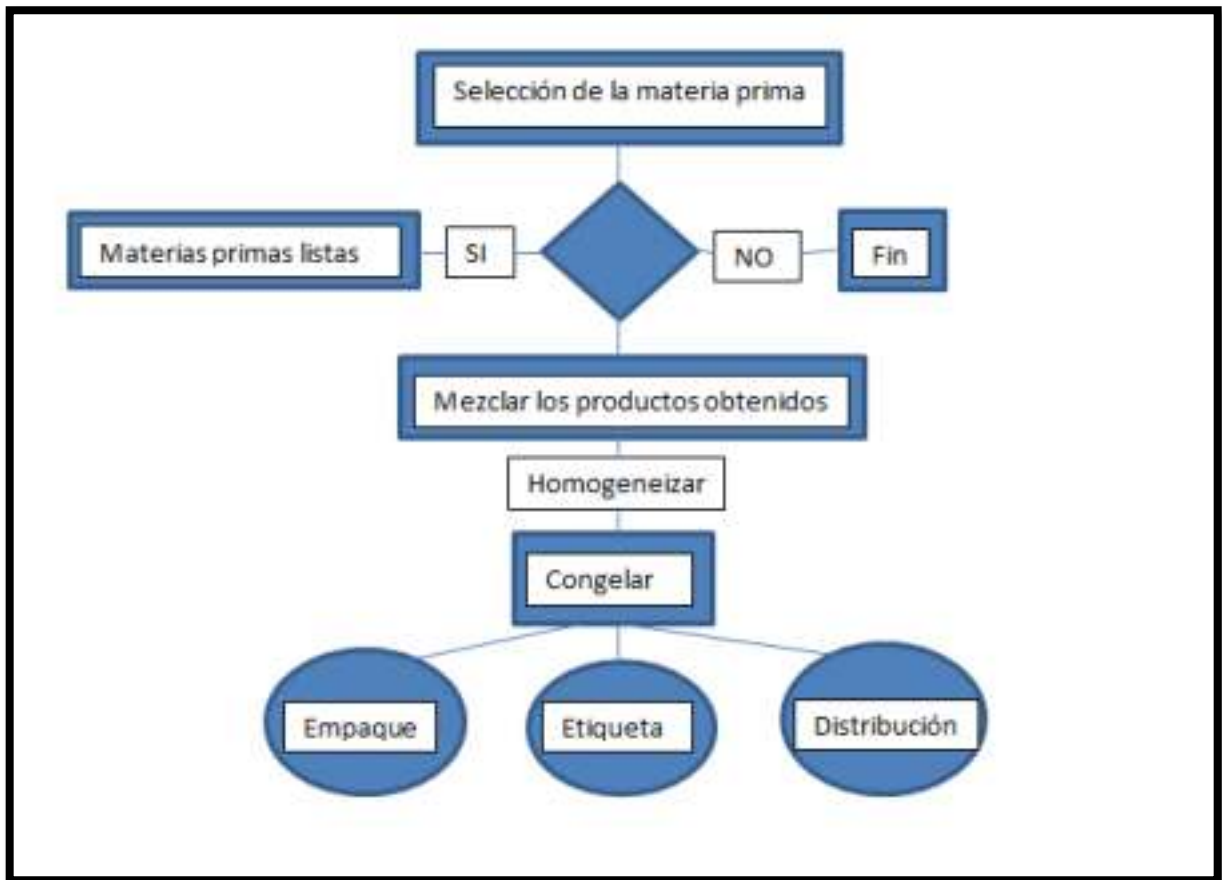 Selección de la materia prima
Materias primas listas
SI
NO
Fin
Mezclar los productos obtenidos
Homogeneizar
Congelar
Empaque
Etiqueta
Distribución